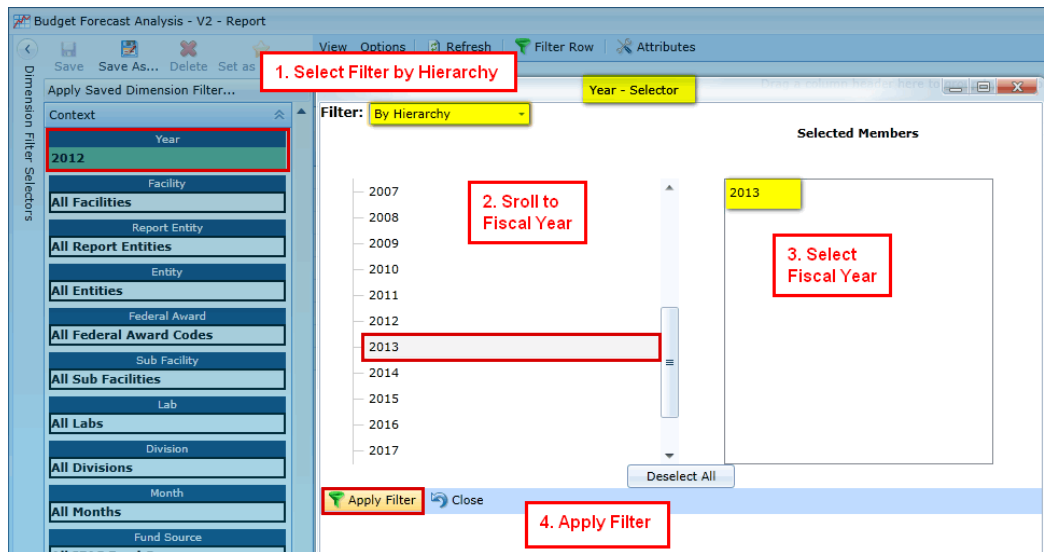 Budget Forecast Analysis - V2 - Report
Save Save As... Delete Set as
View Options Refresh Filter Row Attributes
1. Select Filter by Hierarchy
Dimension Filter Selectors
Apply Saved Dimension Filter...
Year - Selector
Drag a column header here to
Context
Filter: By Hierarchy
Selected Members
Year
2012
Facility
All Facilities
Report Entity
All Report Entities
Entity
All Entities
Federal Award
All Federal Award Codes
Sub Facility
All Sub Facilities
Lab
All Labs
Division
All Divisions
Month
All Months
Fund Source
2007
2008
2009
2010
2011
2012
2013
2014
2015
2016
2017
2. Sroll to
Fiscal Year
2013
3. Select
Fiscal Year
Deselect All
Apply Filter Close
4. Apply Filter